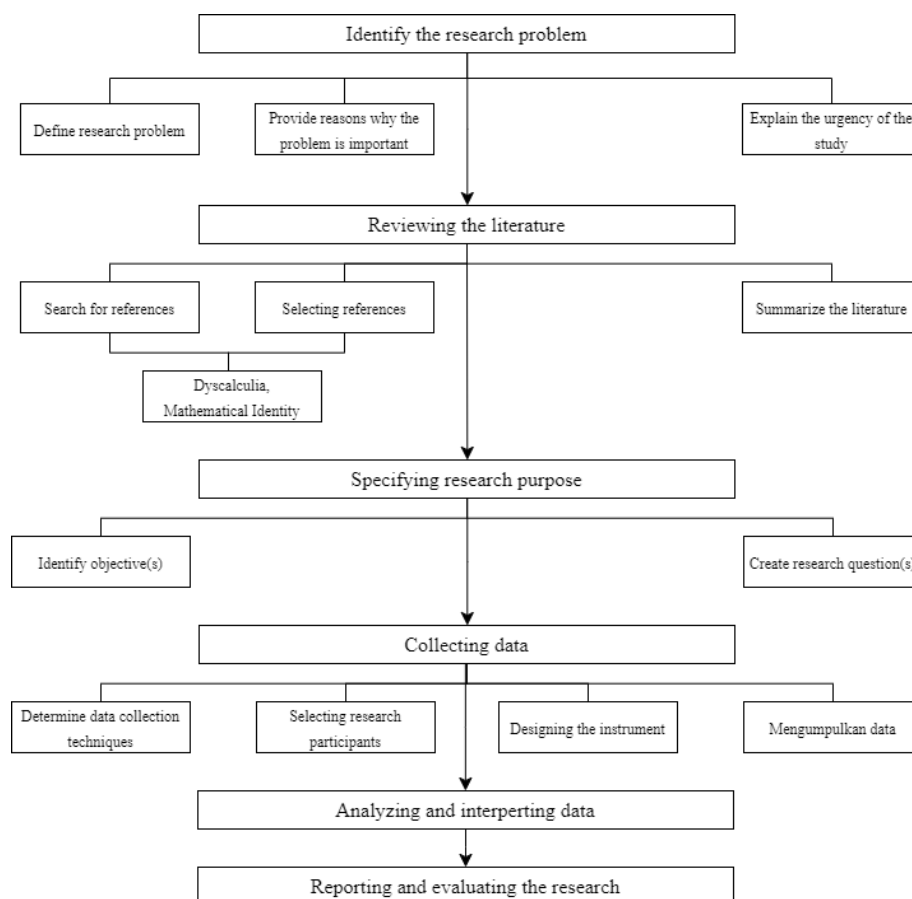 Identify the research problem
Define research problem
Provide reasons why the
problem is important
Explain the urgency of the
study
Reviewing the literature
Search for references
Selecting references
Summarize the literature
Dyscalculia,
Mathematical Identity
Specifying research purpose
Identify objective(s)
Create research question(s)
Collecting data
Determine data collection
techniques
Selecting research
participants
Designing the instrument
Mengumpulkan data
Analyzing and interperting data
Reporting and evaluating the research